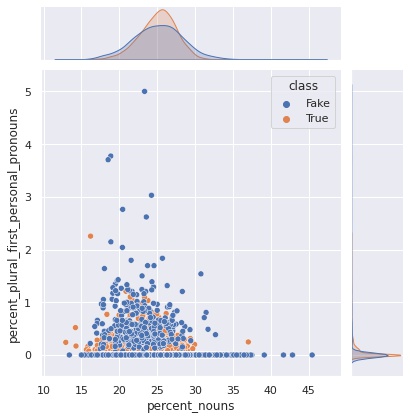 class
Fake
True
percent_plural_first_personal_pronouns
5
4
3
2
1
0
10 15 20 25 30 35 40 45
percent_nouns